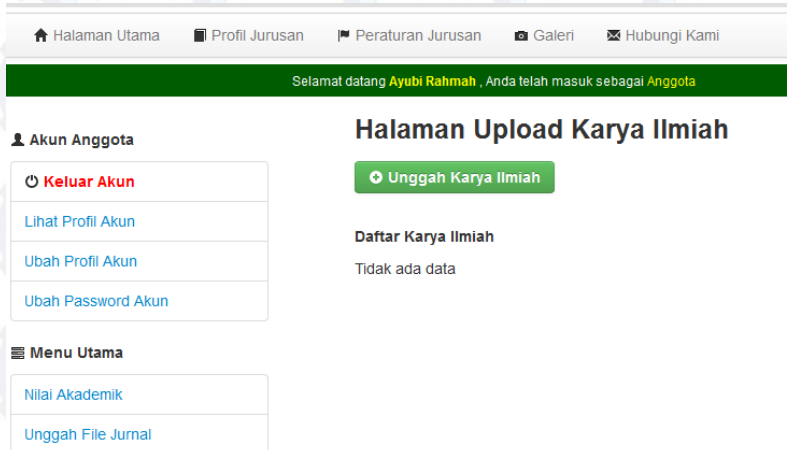 Halaman Utama Profil Jurusan Peraturan Jurusan Galeri Hubungi Kami
Selamat datang Ayubi Rahmah , Anda telah masuk sebagai Anggota
Akun Anggota
Keluar Akun
Lihat Profil Akun
Ubah Profil Akun
Ubah Password Akun
Menu Utama
Nilai Akademik
Unggah File Jurnal
Halaman Upload Karya Ilmiah
Unggah Karya Ilmiah
Daftar Karya Ilmiah
Tidak ada data